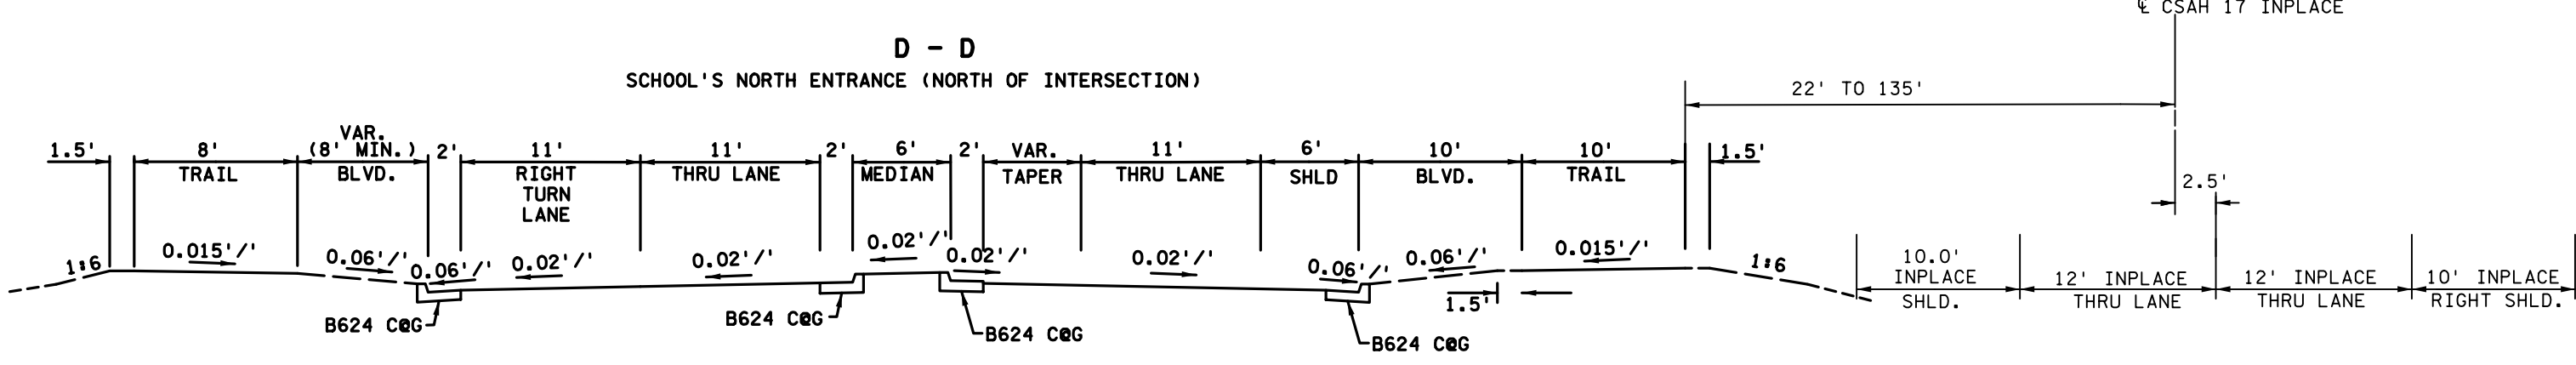 ℄ CSAH 17 INPLACE
D - D
SCHOOL'S NORTH ENTRANCE (NORTH OF INTERSECTION)
22' TO 135'
1.5'
8'
TRAIL
VAR.
(8' MIN.)
BLVD.
2'
11'
RIGHT
TURN
LANE
11'
THRU LANE
2'
6'
MEDIAN
2'
VAR.
TAPER
11'
THRU LANE
6'
SHLD
10'
BLVD.
10'
TRAIL
1.5'
2.5'
1:6
0.015'/'
0.06'/'
0.06'/'
0.02'/'
0.02'/'
0.02'/'
0.02'/'
0.02'/'
0.06'/'
0.06'/'
0.015'/'
1:6
1.5'
10.0'
INPLACE
SHLD.
12' INPLACE
THRU LANE
12' INPLACE
THRU LANE
10' INPLACE
RIGHT SHLD.
B624 C@G
B624 C@G
B624 C@G
B624 C@G